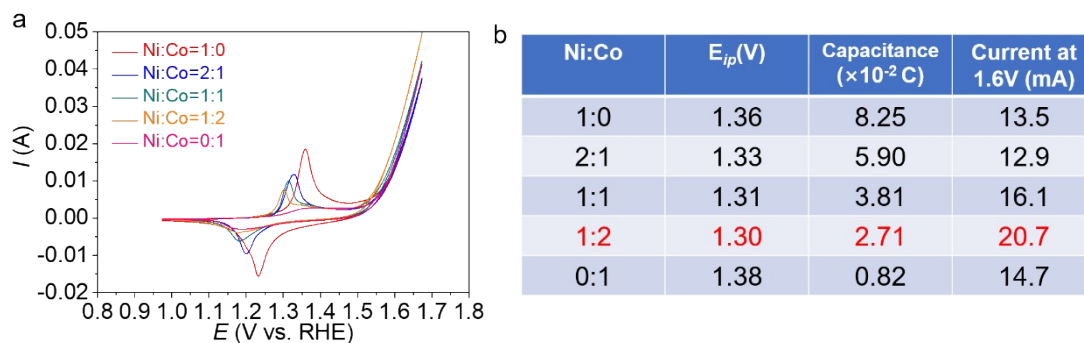 a
0.05
0.04
0.03
0.02
0.01
0.00
-0.01
-0.02
I (A)
Ni:Co=1:0
Ni:Co=2:1
Ni:Co=1:1
Ni:Co=1:2
Ni:Co=0:1
0.8 0.9 1.0 1.1 1.2 1.3 1.4 1.5 1.6 1.7 1.8
E (V vs. RHE)
b
Ni:Co E_ip(V) Capacitance (×10⁻² C) Current at 1.6V (mA)
1:0 1.36 8.25 13.5
2:1 1.33 5.90 12.9
1:1 1.31 3.81 16.1
1:2 1.30 2.71 20.7
0:1 1.38 0.82 14.7